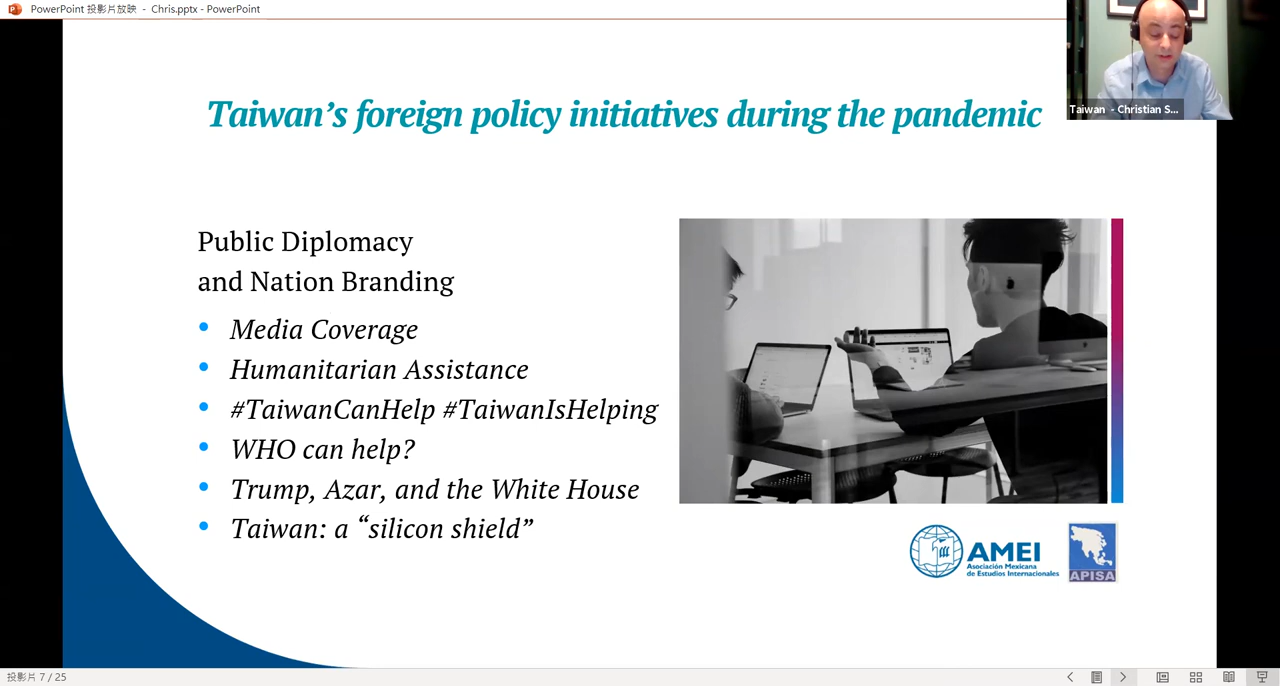 PowerPoint 投影片放映 - Chris.pptx - PowerPoint
Taiwan - Christian S...
Taiwan's foreign policy initiatives during the pandemic
Public Diplomacy
and Nation Branding
• Media Coverage
• Humanitarian Assistance
• #TaiwanCanHelp #TaiwanIsHelping
• WHO can help?
• Trump, Azar, and the White House
• Taiwan: a “silicon shield”
AMEI
Asociación Mexicana
de Estudios Internacionales
APISA
投影片 7 / 25